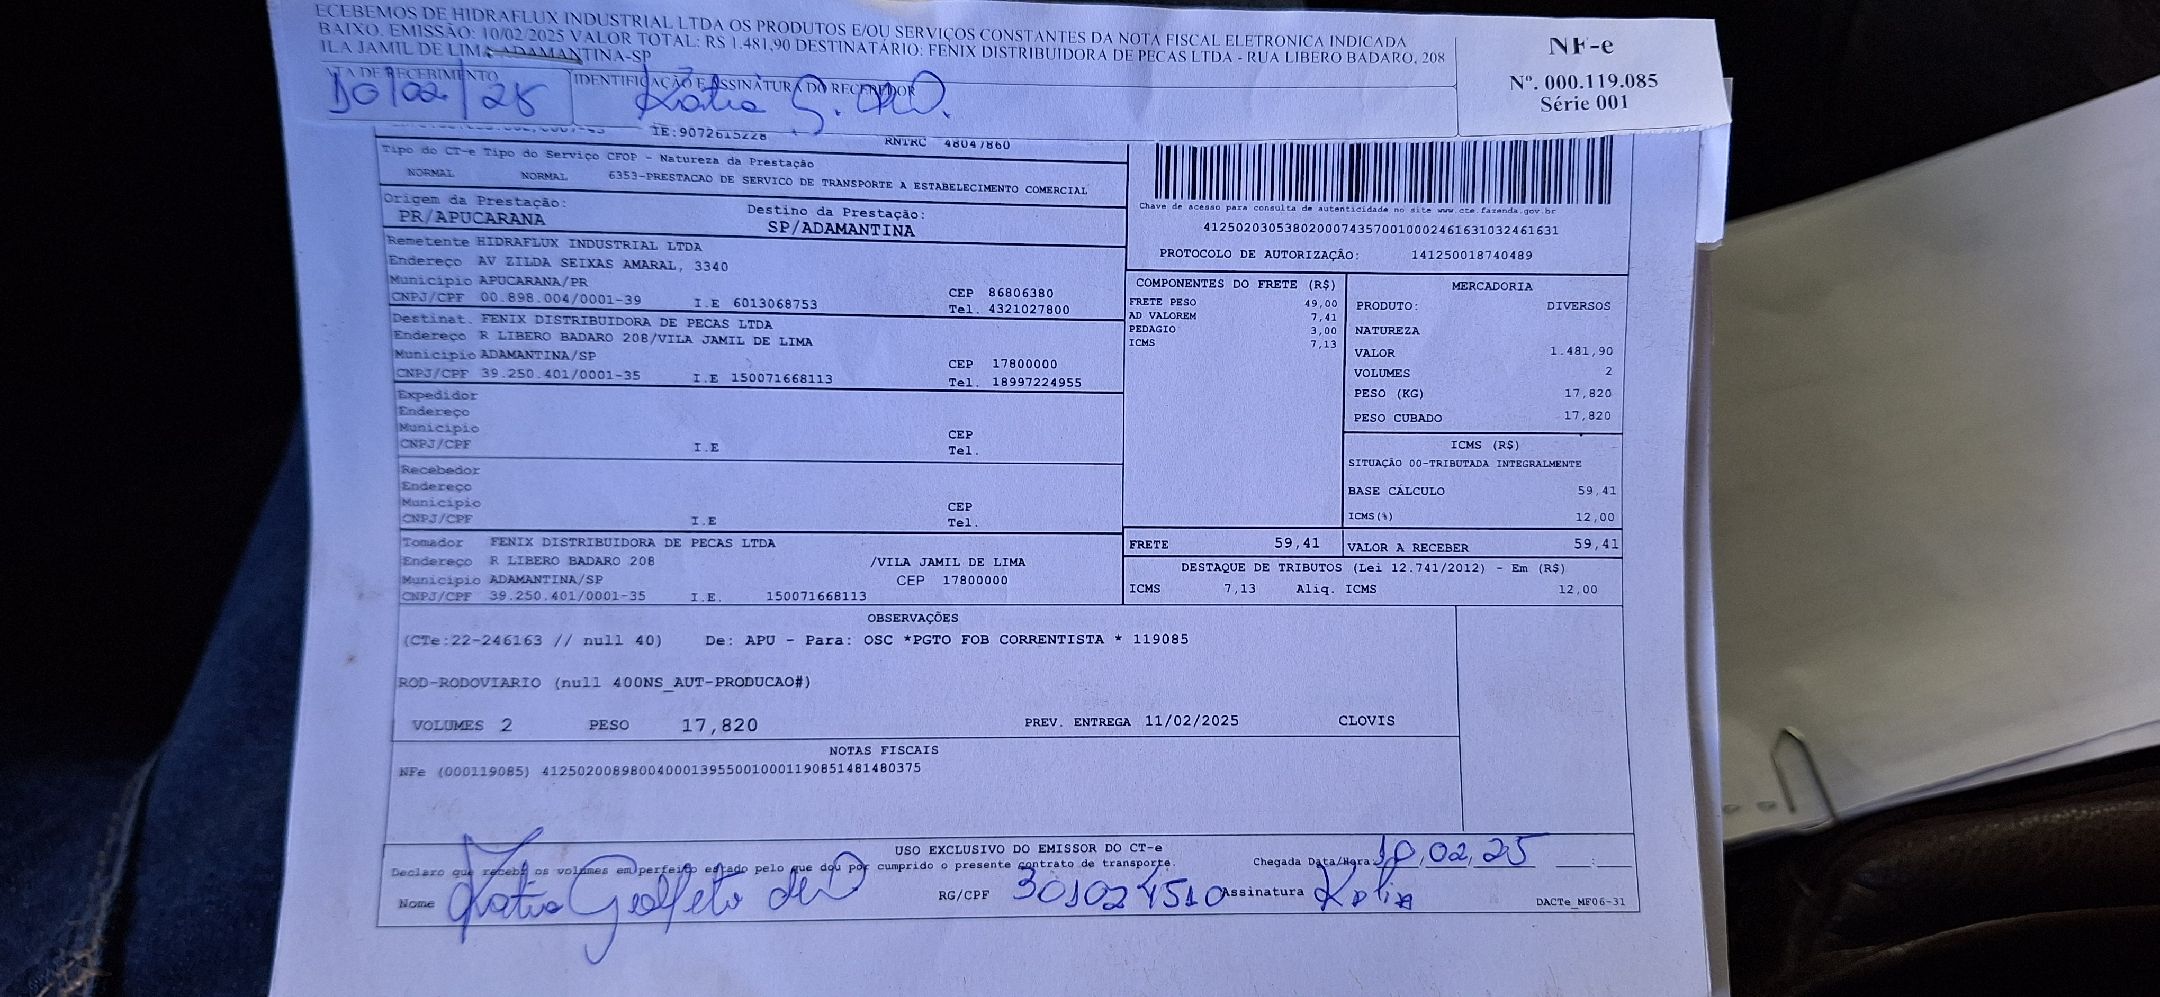 ECEBEMOS DE HIDRAFLUX INDUSTRIAL LTDA OS PRODUTOS E/OU SERVIÇOS CONSTANTES DA NOTA FISCAL ELETRONICA INDICADA
BAIXO. EMISSÃO: 10/02/2025 VALOR TOTAL: R$ 1.481,90 DESTINATÁRIO: FENIX DISTRIBUIDORA DE PECAS LTDA - RUA LIBERO BADARO, 208
ILA JAMIL DE LIMA ADAMANTINA-SP
NF-e
Nº. 000.119.085
Série 001
TA DE RECEBIMENTO IDENTIFICAÇÃO E ASSINATURA DO RECEBEDOR
10/02/25 Katia G.
IE:9072615228 RNTRC 48047860
Tipo do CT-e Tipo do Serviço CFOP - Natureza da Prestação
NORMAL NORMAL 6353-PRESTACAO DE SERVICO DE TRANSPORTE A ESTABELECIMENTO COMERCIAL
Origem da Prestação: Destino da Prestação:
PR/APUCARANA SP/ADAMANTINA
Chave de acesso para consulta de autenticidade no site www.cte.fazenda.gov.br
41250203053802000743570010002461631032461631
PROTOCOLO DE AUTORIZAÇÃO: 141250018740489
Remetente HIDRAFLUX INDUSTRIAL LTDA
Endereço AV ZILDA SEIXAS AMARAL, 3340
Municipio APUCARANA/PR CEP 86806380
CNPJ/CPF 00.898.004/0001-39 I.E 6013068753 Tel. 4321027800
Destinat. FENIX DISTRIBUIDORA DE PECAS LTDA
Endereço R LIBERO BADARO 208/VILA JAMIL DE LIMA
Municipio ADAMANTINA/SP CEP 17800000
CNPJ/CPF 39.250.401/0001-35 I.E 150071668113 Tel. 18997224955
Expedidor
Endereço
Municipio CEP
CNPJ/CPF I.E Tel.
Recebedor
Endereço
Municipio CEP
CNPJ/CPF I.E Tel.
Tomador FENIX DISTRIBUIDORA DE PECAS LTDA
Endereço R LIBERO BADARO 208 /VILA JAMIL DE LIMA
Municipio ADAMANTINA/SP CEP 17800000
CNPJ/CPF 39.250.401/0001-35 I.E. 150071668113
COMPONENTES DO FRETE (R$)
FRETE PESO 49,00
AD VALOREM 7,41
PEDAGIO 3,00
ICMS 7,13
MERCADORIA
PRODUTO: DIVERSOS
NATUREZA
VALOR 1.481,90
VOLUMES 2
PESO (KG) 17,820
PESO CUBADO 17,820
ICMS (R$)
SITUAÇÃO 00-TRIBUTADA INTEGRALMENTE
BASE CÁLCULO 59,41
ICMS(%) 12,00
FRETE 59,41 VALOR A RECEBER 59,41
DESTAQUE DE TRIBUTOS (Lei 12.741/2012) - Em (R$)
ICMS 7,13 Aliq. ICMS 12,00
OBSERVAÇÕES
(CTe:22-246163 // null 40) De: APU - Para: OSC *PGTO FOB CORRENTISTA * 119085
ROD-RODOVIARIO (null 400NS_AUT-PRODUCAO#)
VOLUMES 2 PESO 17,820 PREV. ENTREGA 11/02/2025 CLOVIS
NOTAS FISCAIS
NFe (000119085) 41250200898004000139550010001190851481480375
USO EXCLUSIVO DO EMISSOR DO CT-e
Declaro que recebi os volumes em perfeito estado pelo que dou por cumprido o presente contrato de transporte. Chegada Data/Hora 10,02,25 :
Nome Katia RG/CPF 301024510 Assinatura Katia
DACTe_MF06-31